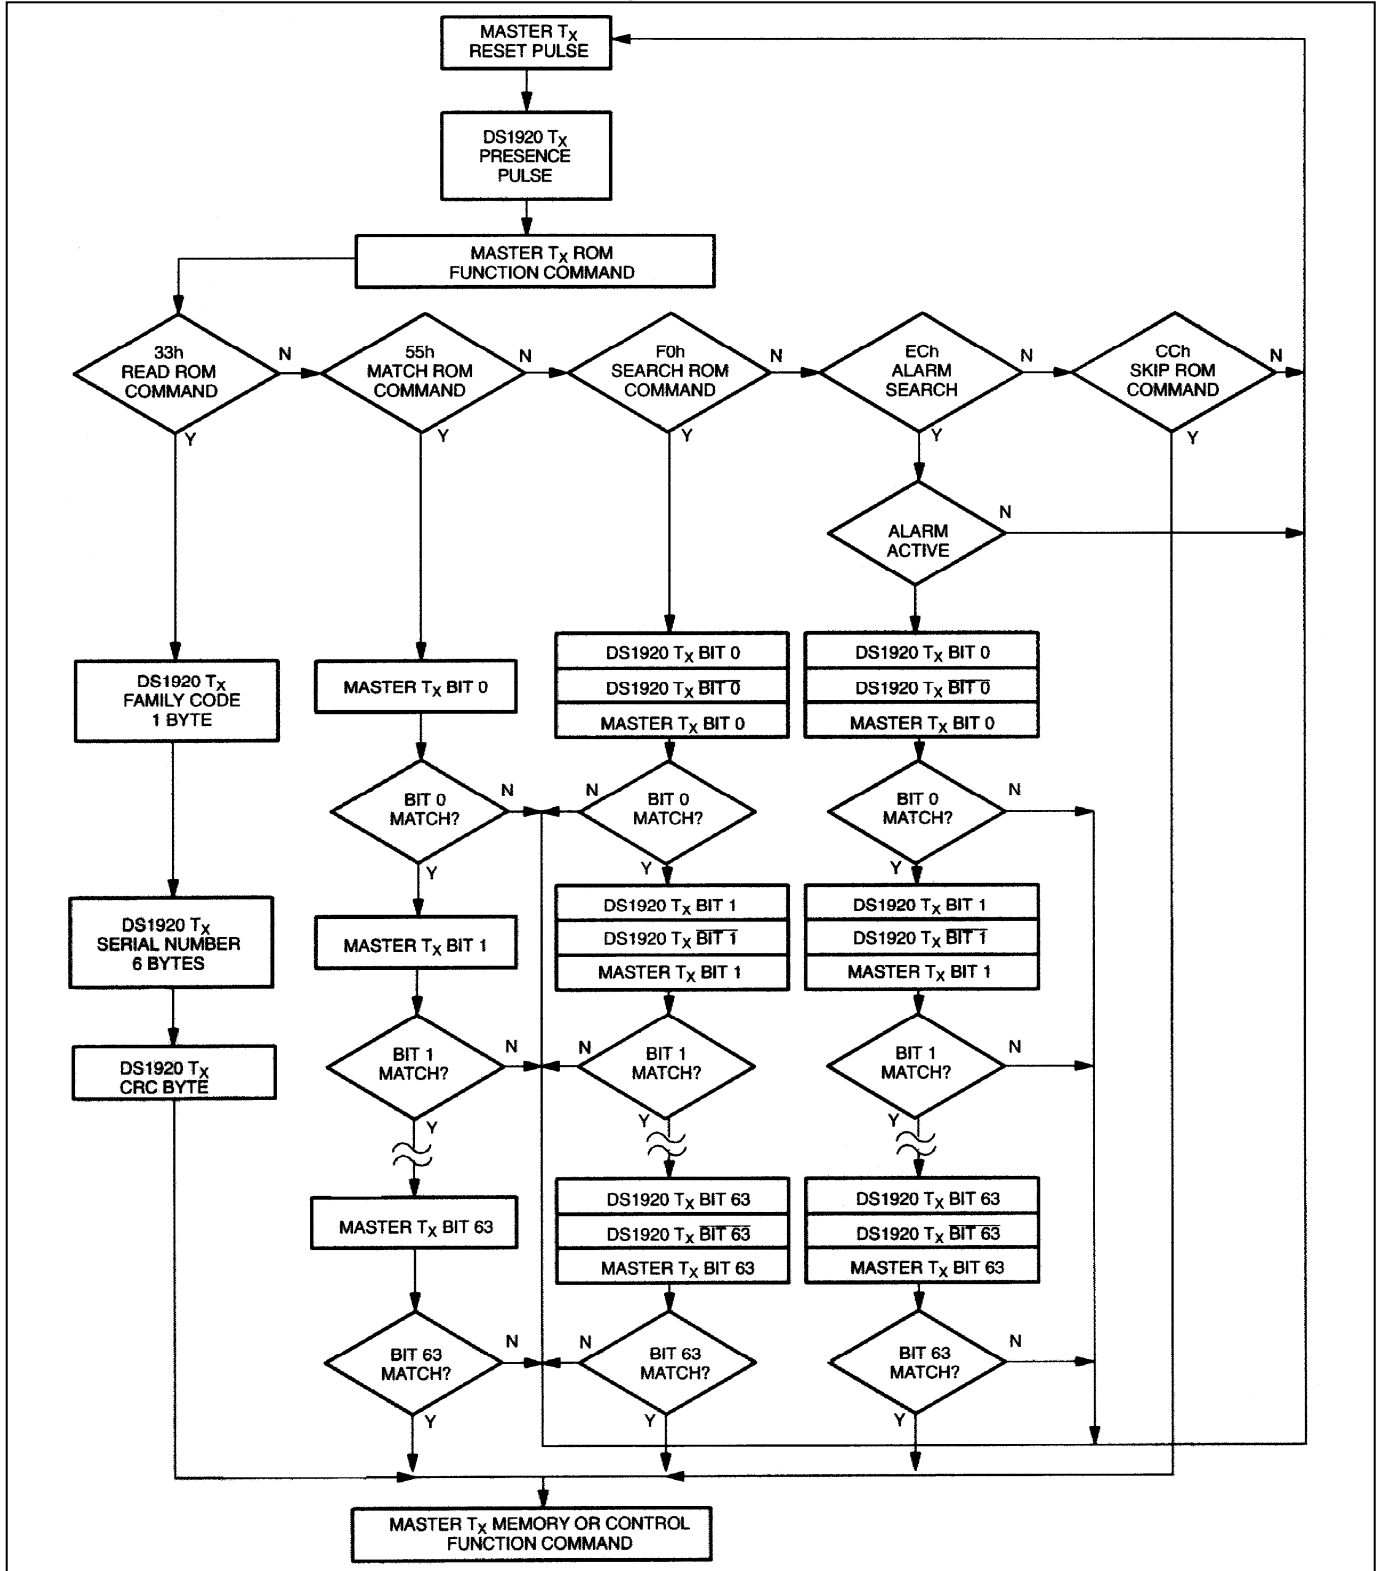 MASTER TX
RESET PULSE
DS1920 TX
PRESENCE
PULSE
MASTER TX ROM
FUNCTION COMMAND
33h
READ ROM
COMMAND
N
Y
55h
MATCH ROM
COMMAND
N
Y
F0h
SEARCH ROM
COMMAND
N
Y
ECh
ALARM
SEARCH
N
Y
CCh
SKIP ROM
COMMAND
N
Y
ALARM
ACTIVE
N
DS1920 TX
FAMILY CODE
1 BYTE
DS1920 TX
SERIAL NUMBER
6 BYTES
DS1920 TX
CRC BYTE
MASTER TX BIT 0
BIT 0
MATCH?
N
Y
MASTER TX BIT 1
BIT 1
MATCH?
N
Y
MASTER TX BIT 63
BIT 63
MATCH?
N
Y
DS1920 TX BIT 0
DS1920 TX BIT 0
MASTER TX BIT 0
BIT 0
MATCH?
N
Y
DS1920 TX BIT 1
DS1920 TX BIT 1
MASTER TX BIT 1
BIT 1
MATCH?
N
Y
DS1920 TX BIT 63
DS1920 TX BIT 63
MASTER TX BIT 63
BIT 63
MATCH?
N
Y
DS1920 TX BIT 0
DS1920 TX BIT 0
MASTER TX BIT 0
BIT 0
MATCH?
N
Y
DS1920 TX BIT 1
DS1920 TX BIT 1
MASTER TX BIT 1
BIT 1
MATCH?
N
Y
DS1920 TX BIT 63
DS1920 TX BIT 63
MASTER TX BIT 63
BIT 63
MATCH?
N
Y
MASTER TX MEMORY OR CONTROL
FUNCTION COMMAND